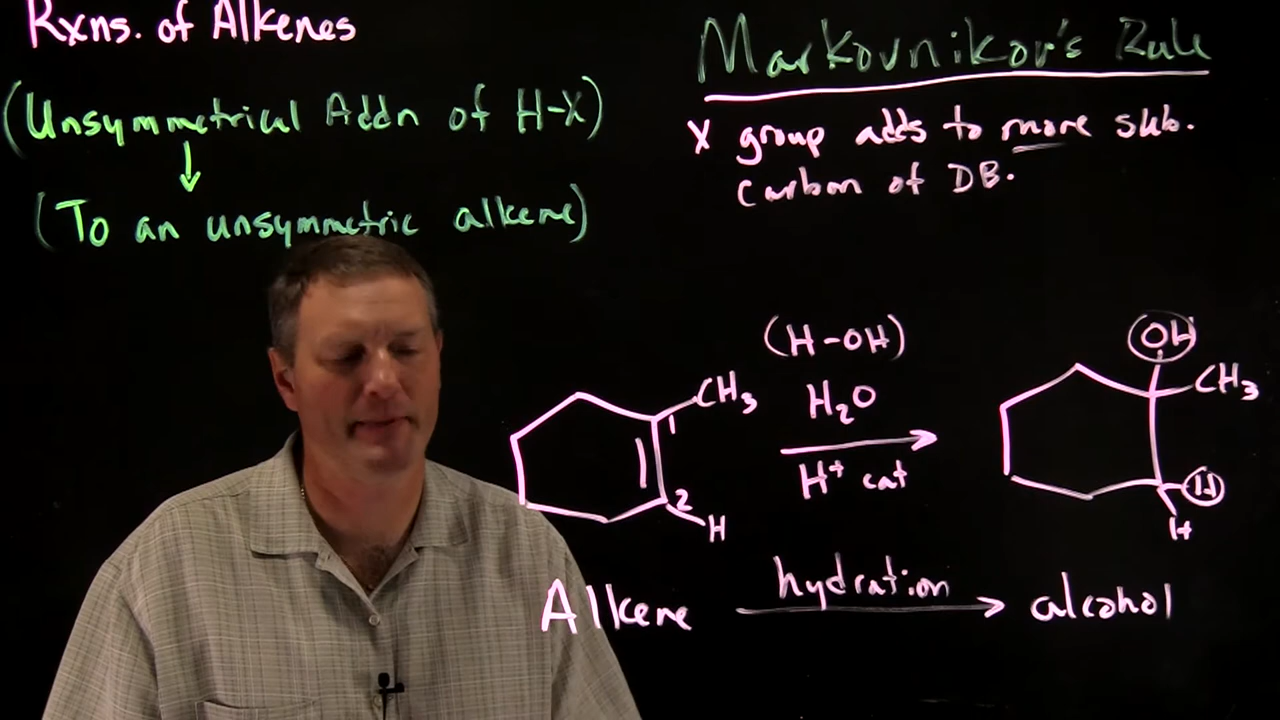 Rxns. of Alkenes
(Unsymmetrical Addn of H-X)
(To an unsymmetric alkene)
Markovnikov's Rule
X group adds to more sub.
carbon of DB.
CH3
1
2
H
(H-OH)
H2O
H+ cat
OH
CH3
H
H
Alkene hydration alcohol